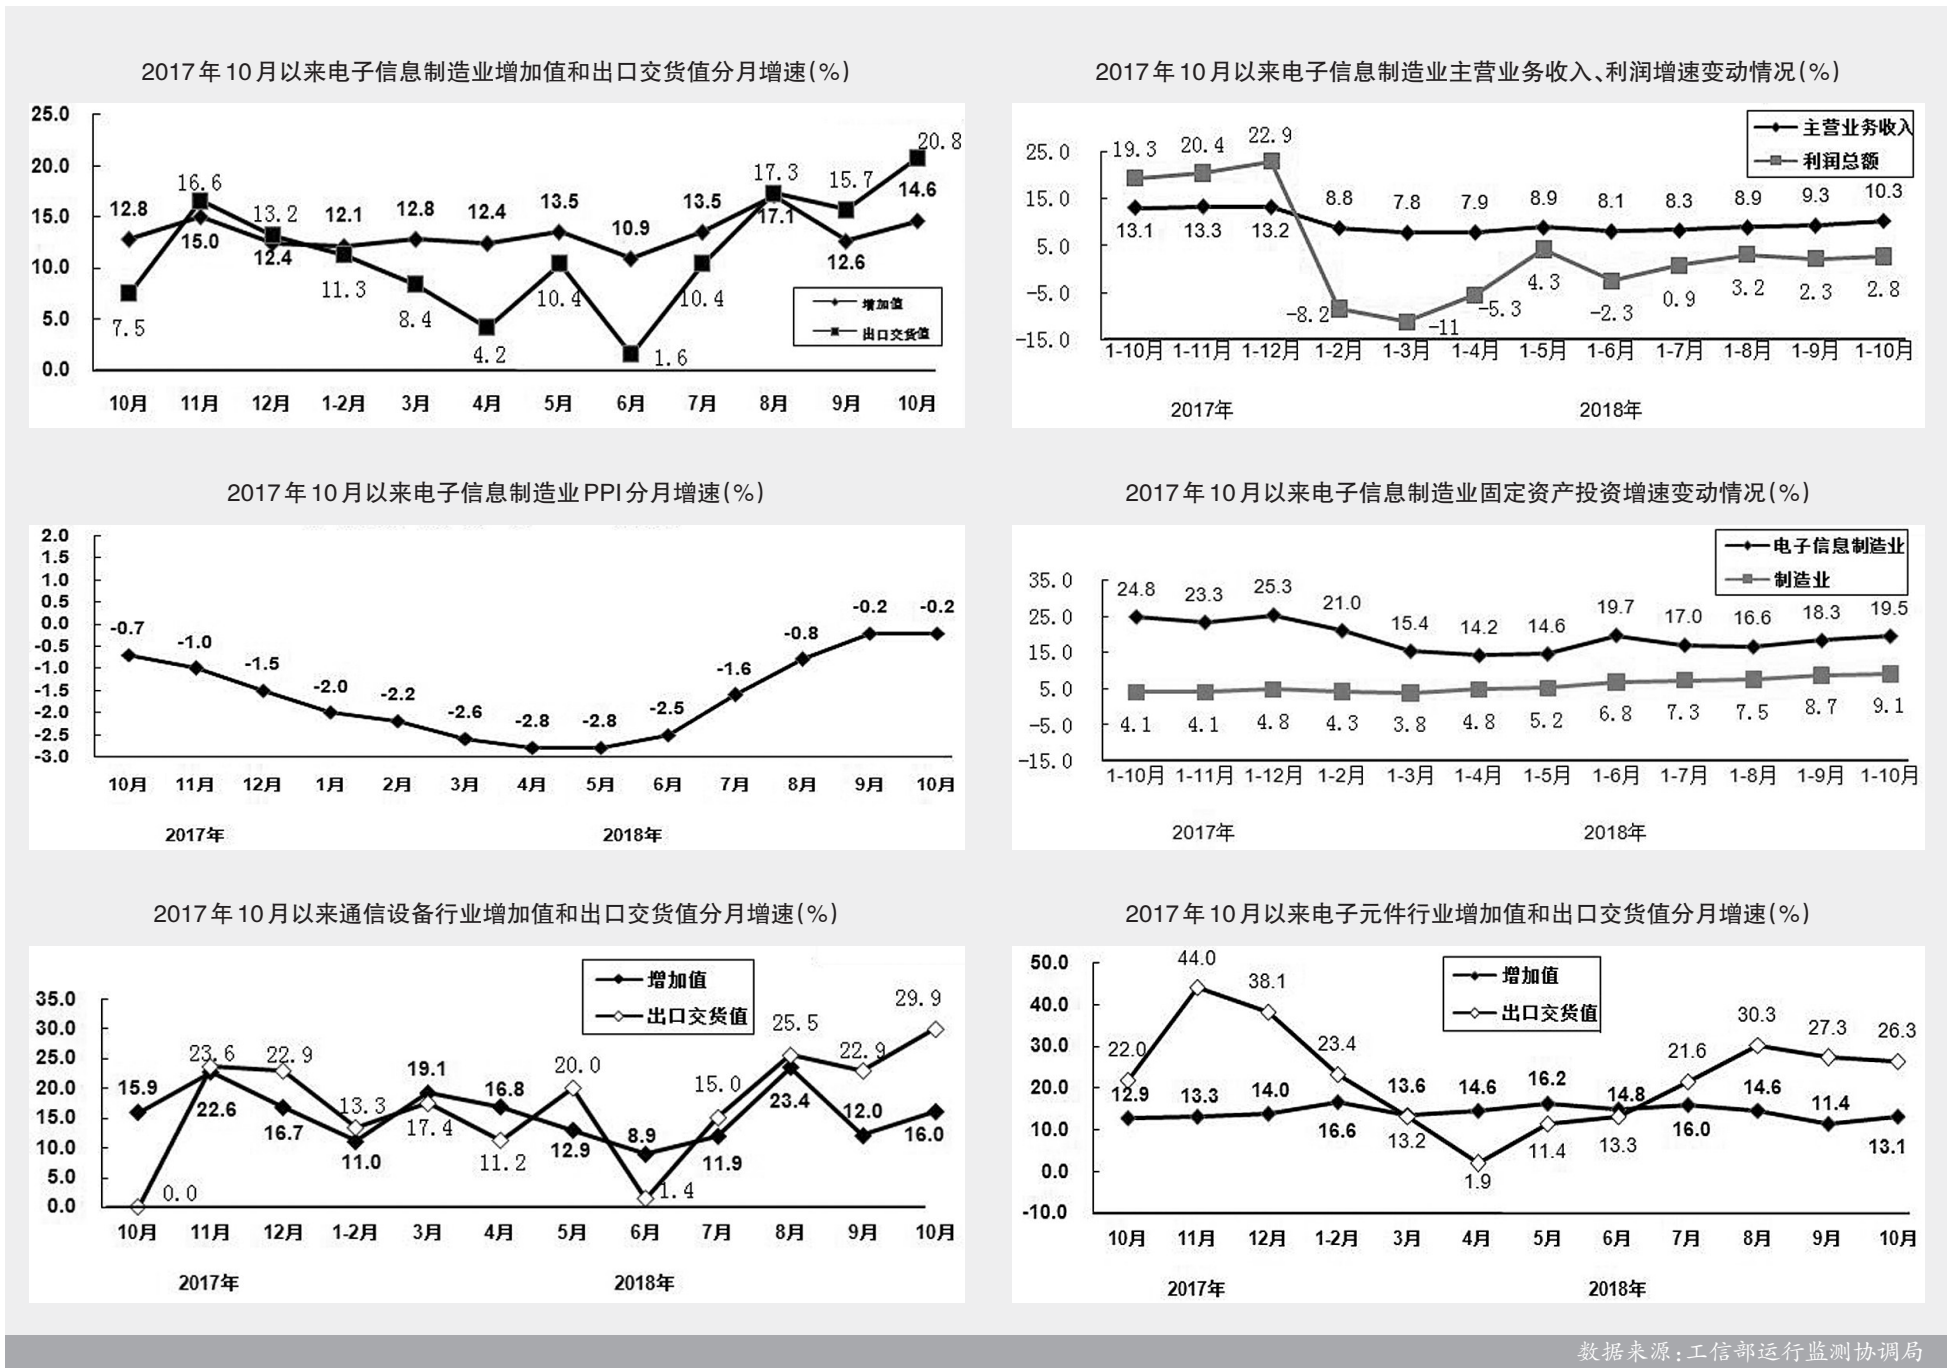 2017年10月以来电子信息制造业增加值和出口交货值分月增速(%)
25.0
20.0
15.0
10.0
5.0
0.0
12.8 15.0 12.4 12.1 12.8 12.4 13.5 10.9 13.5 17.1 12.6 14.6
7.5 16.6 13.2 11.3 8.4 4.2 10.4 1.6 10.4 17.3 15.7 20.8
增加值
出口交货值
10月 11月 12月 1-2月 3月 4月 5月 6月 7月 8月 9月 10月
2017年10月以来电子信息制造业主营业务收入、利润增速变动情况(%)
主营业务收入
利润总额
25.0
15.0
5.0
-5.0
-15.0
19.3 20.4 22.9 -8.2 -11 -5.3 4.3 -2.3 0.9 3.2 2.3 2.8
13.1 13.3 13.2 8.8 7.8 7.9 8.9 8.1 8.3 8.9 9.3 10.3
1-10月 1-11月 1-12月 1-2月 1-3月 1-4月 1-5月 1-6月 1-7月 1-8月 1-9月 1-10月
2017年 2018年
2017年10月以来电子信息制造业PPI分月增速(%)
2.0
1.5
1.0
0.5
0.0
-0.5
-1.0
-1.5
-2.0
-2.5
-3.0
-0.7 -1.0 -1.5 -2.0 -2.2 -2.6 -2.8 -2.8 -2.5 -1.6 -0.8 -0.2 -0.2
10月 11月 12月 1月 2月 3月 4月 5月 6月 7月 8月 9月 10月
2017年 2018年
2017年10月以来电子信息制造业固定资产投资增速变动情况(%)
电子信息制造业
制造业
35.0
25.0
15.0
5.0
-5.0
-15.0
24.8 23.3 25.3 21.0 15.4 14.2 14.6 19.7 17.0 16.6 18.3 19.5
4.1 4.1 4.8 4.3 3.8 4.8 5.2 6.8 7.3 7.5 8.7 9.1
1-10月 1-11月 1-12月 1-2月 1-3月 1-4月 1-5月 1-6月 1-7月 1-8月 1-9月 1-10月
2017年 2018年
2017年10月以来通信设备行业增加值和出口交货值分月增速(%)
增加值
出口交货值
35.0
30.0
25.0
20.0
15.0
10.0
5.0
0.0
15.9 22.6 16.7 11.0 19.1 16.8 12.9 8.9 11.9 23.4 12.0 16.0
0.0 23.6 22.9 13.3 17.4 11.2 20.0 1.4 15.0 25.5 22.9 29.9
10月 11月 12月 1-2月 3月 4月 5月 6月 7月 8月 9月 10月
2017年 2018年
2017年10月以来电子元件行业增加值和出口交货值分月增速(%)
增加值
出口交货值
50.0
40.0
30.0
20.0
10.0
0.0
-10.0
22.0 44.0 38.1 23.4 13.2 1.9 11.4 13.3 21.6 30.3 27.3 26.3
12.9 13.3 14.0 16.6 13.6 14.6 16.2 14.8 16.0 14.6 11.4 13.1
10月 11月 12月 1-2月 3月 4月 5月 6月 7月 8月 9月 10月
2017年 2018年
数据来源:工信部运行监测协调局